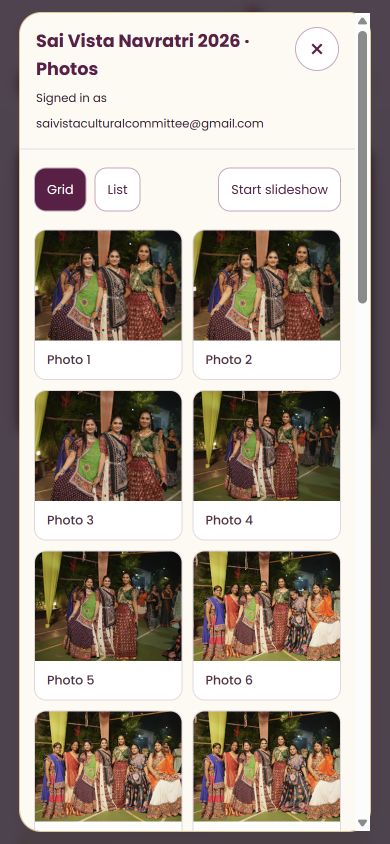 Sai Vista Navratri 2026 ·
Photos
Signed in as
saivistaculturalcommittee@gmail.com
×
Grid
List
Start slideshow
Photo 1
Photo 2
Photo 3
Photo 4
Photo 5
Photo 6